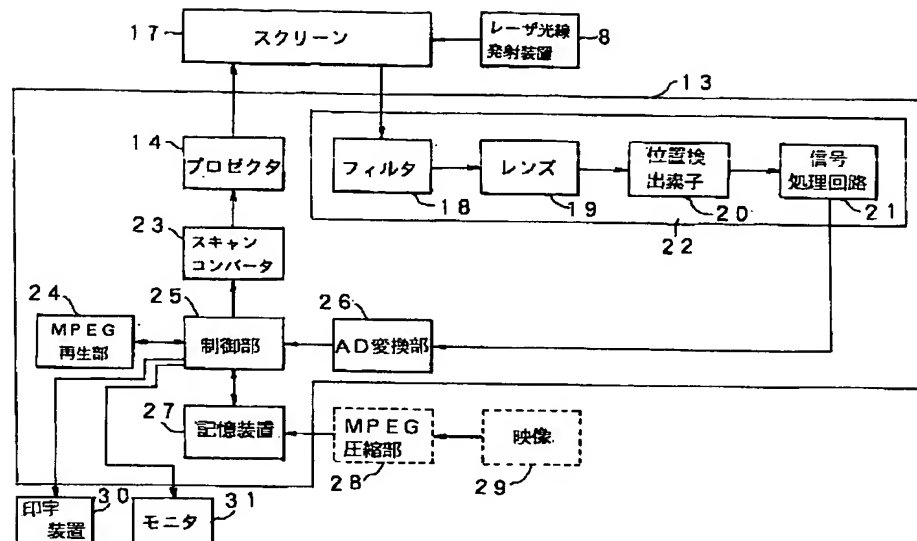 17
スクリーン
レーザ光線
発射装置
8
13
14
プロゼクタ
フィルタ
18
レンズ
19
位置検
出素子
20
信号
処理回路
21
22
23
スキャン
コンバータ
24
MPEG
再生部
25
制御部
26
AD変換部
27
記憶装置
MPEG
圧縮部
28
映像
29
印字
装置
30
モニタ
31